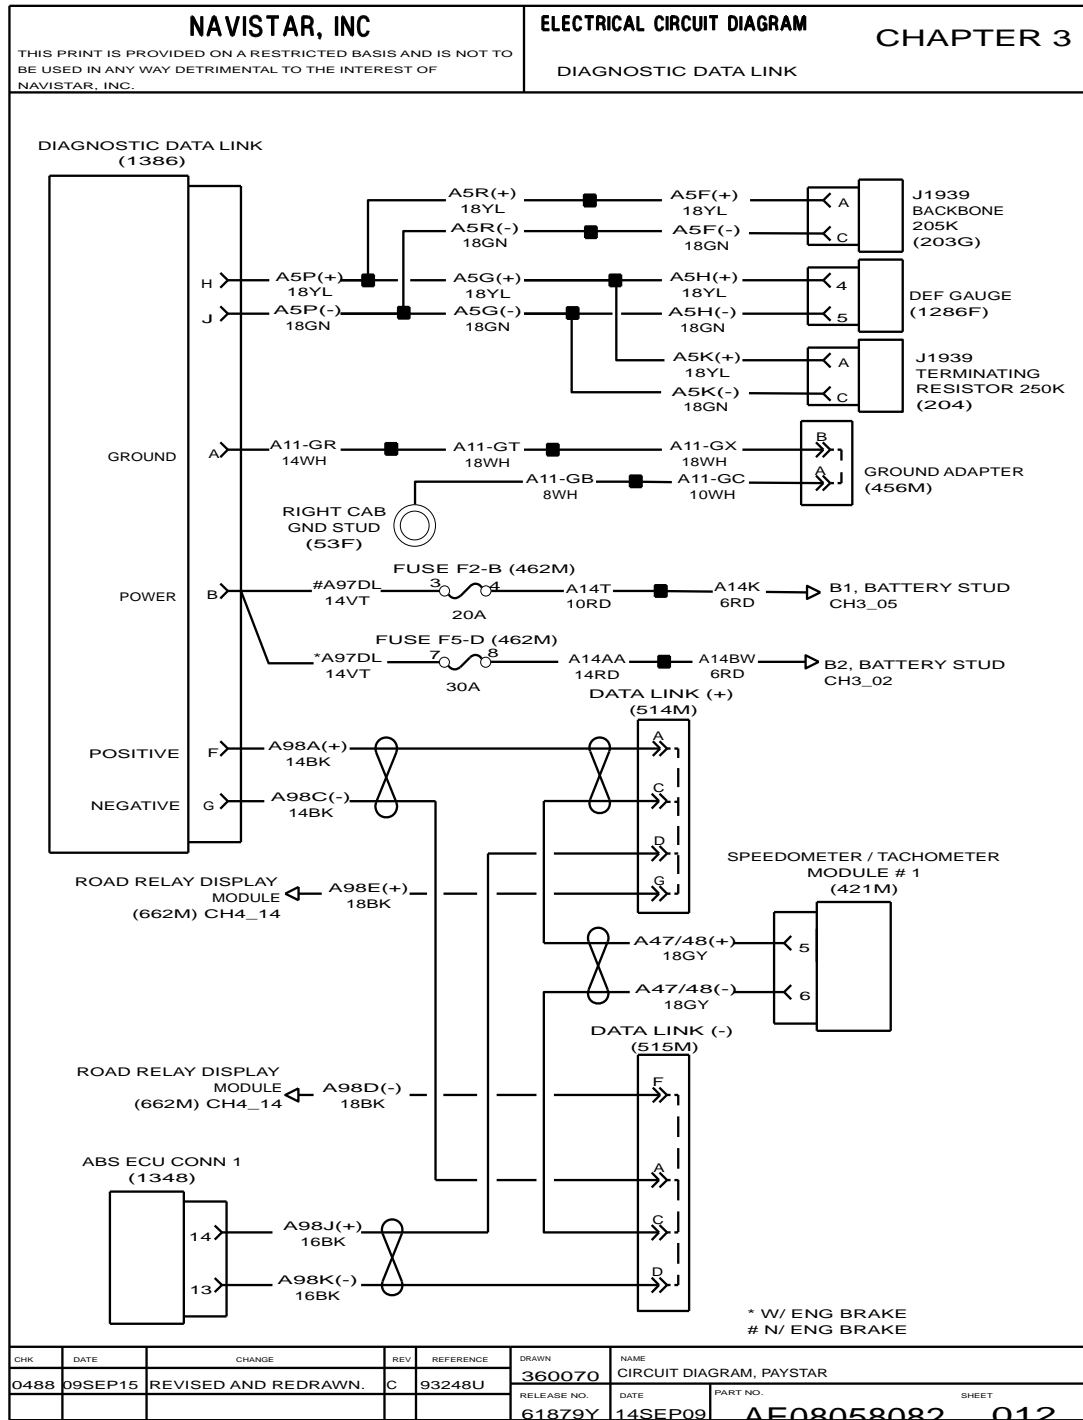 NAVISTAR, INC
THIS PRINT IS PROVIDED ON A RESTRICTED BASIS AND IS NOT TO
BE USED IN ANY WAY DETRIMENTAL TO THE INTEREST OF
NAVISTAR, INC.
ELECTRICAL CIRCUIT DIAGRAM
DIAGNOSTIC DATA LINK
CHAPTER 3
DIAGNOSTIC DATA LINK
(1386)
A5R(+)
18YL
A5F(+)
18YL
A
J1939
BACKBONE
205K
(203G)
A5R(-)
18GN
A5F(-)
18GN
C
H
A5P(+)
18YL
A5G(+)
18YL
A5H(+)
18YL
4
DEF GAUGE
(1286F)
J
A5P(-)
18GN
A5G(-)
18GN
A5H(-)
18GN
5
A5K(+)
18YL
A
J1939
TERMINATING
RESISTOR 250K
(204)
A5K(-)
18GN
C
GROUND
A
A11-GR
14WH
A11-GT
18WH
A11-GX
18WH
B
A11-GB
8WH
A11-GC
10WH
A
GROUND ADAPTER
(456M)
RIGHT CAB
GND STUD
(53F)
FUSE F2-B (462M)
POWER
B
#A97DL
14VT
3
4
20A
A14T
10RD
A14K
6RD
B1, BATTERY STUD
CH3_05
FUSE F5-D (462M)
*A97DL
14VT
7
8
30A
A14AA
14RD
A14BW
6RD
B2, BATTERY STUD
CH3_02
DATA LINK (+)
(514M)
POSITIVE
F
A98A(+)
14BK
A
NEGATIVE
G
A98C(-)
14BK
C
D
G
ROAD RELAY DISPLAY
MODULE
(662M) CH4_14
A98E(+)
18BK
SPEEDOMETER / TACHOMETER
MODULE # 1
(421M)
A47/48(+)
18GY
5
A47/48(-)
18GY
6
DATA LINK (-)
(515M)
ROAD RELAY DISPLAY
MODULE
(662M) CH4_14
A98D(-)
18BK
F
A
C
D
ABS ECU CONN 1
(1348)
14
A98J(+)
16BK
13
A98K(-)
16BK
* W/ ENG BRAKE
# N/ ENG BRAKE
CHK DATE CHANGE REV REFERENCE
0488 09SEP15 REVISED AND REDRAWN. C 93248U
DRAWN
360070
NAME
CIRCUIT DIAGRAM, PAYSTAR
RELEASE NO.
61879Y
DATE
14SEP09
PART NO.
AE08058082
SHEET
012